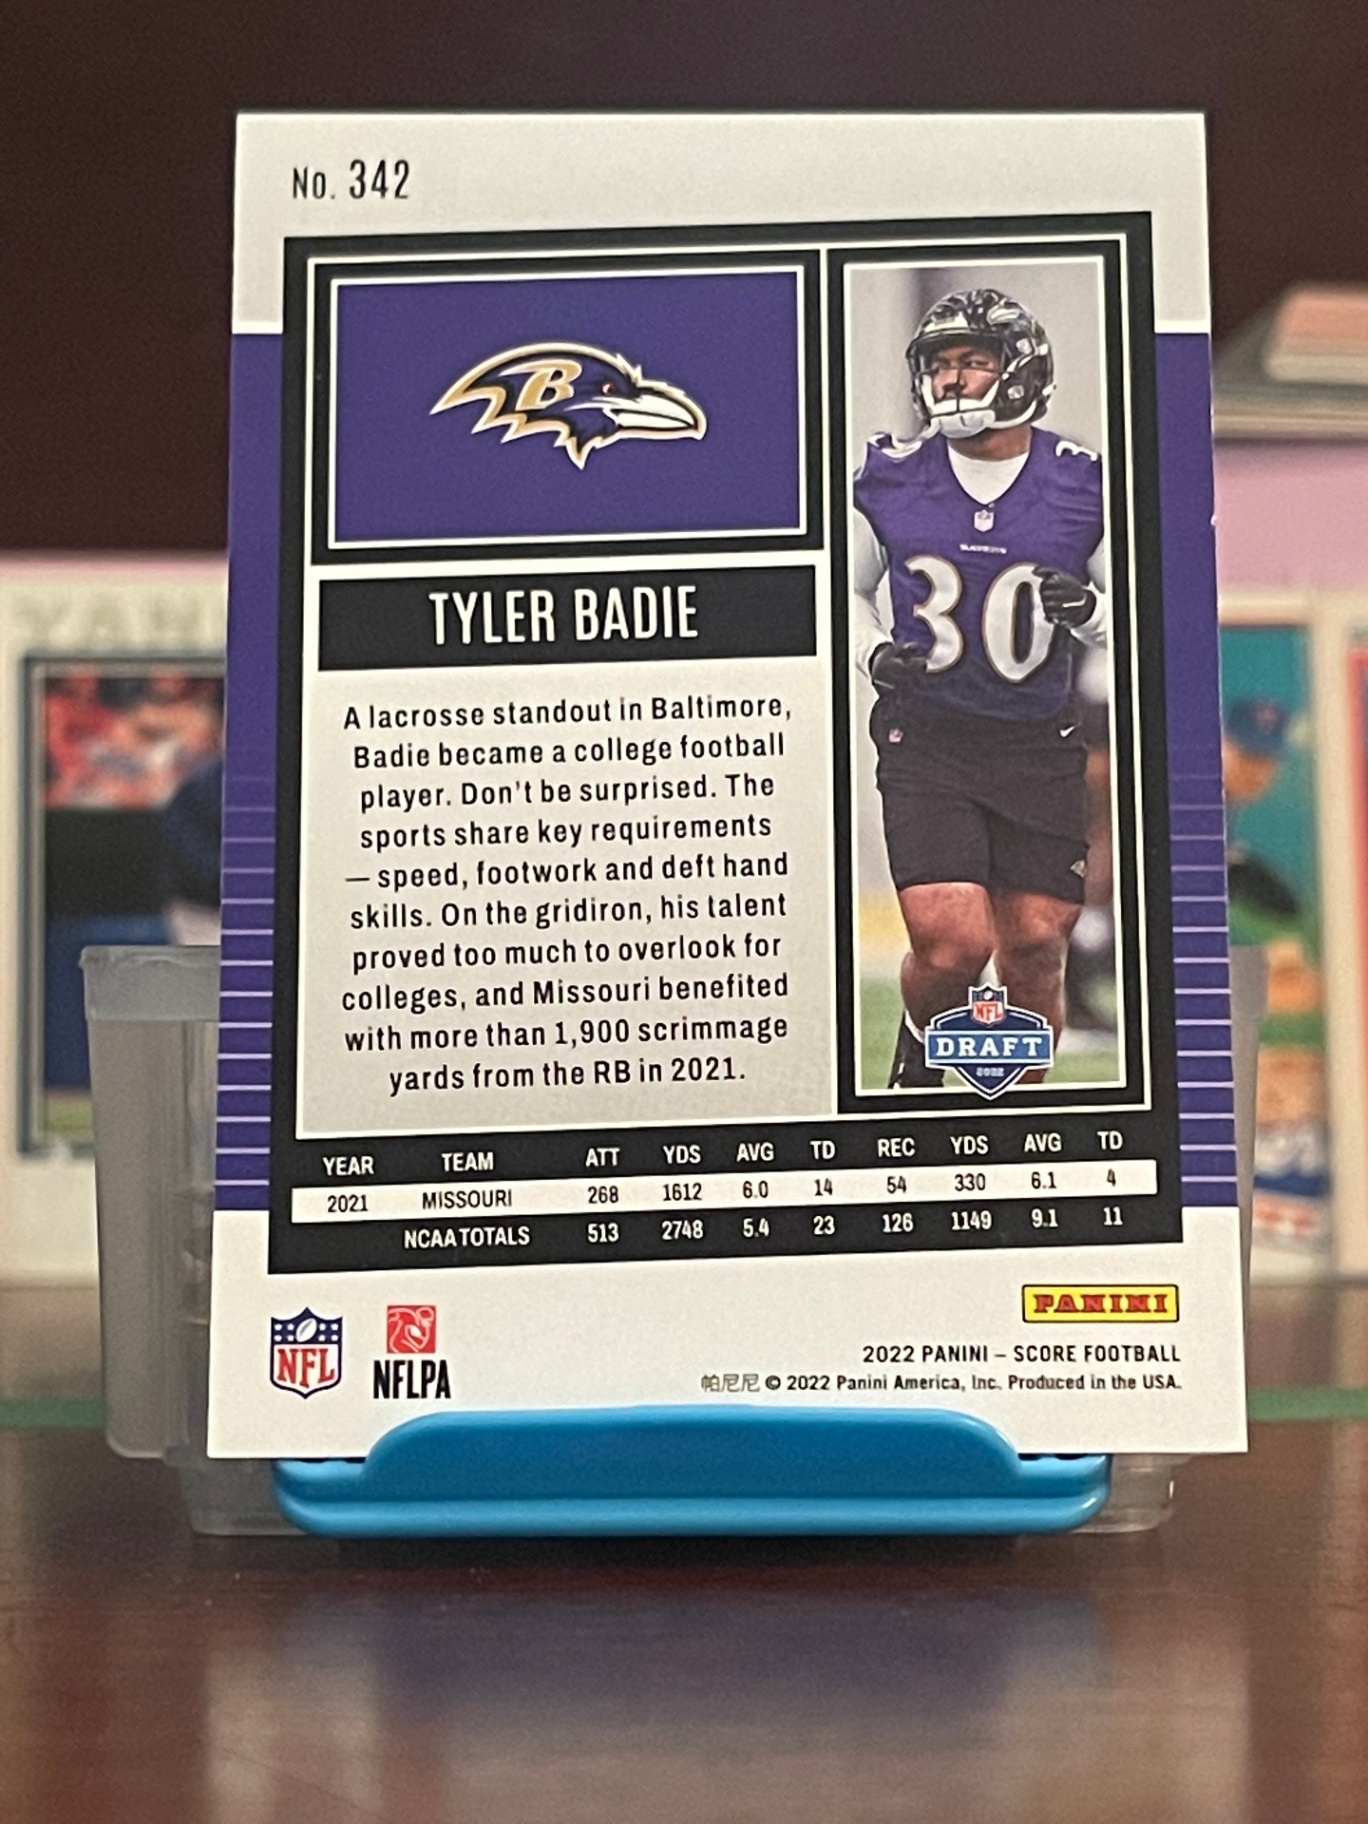 No. 342
B
TYLER BADIE
A lacrosse standout in Baltimore,
Badie became a college football
player. Don't be surprised. The
sports share key requirements
— speed, footwork and deft hand
skills. On the gridiron, his talent
proved too much to overlook for
colleges, and Missouri benefited
with more than 1,900 scrimmage
yards from the RB in 2021.
30
NFL
DRAFT
2022
YEAR TEAM ATT YDS AVG TD REC YDS AVG TD
2021 MISSOURI 268 1612 6.0 14 54 330 6.1 4
NCAA TOTALS 513 2748 5.4 23 126 1149 9.1 11
NFL
NFLPA
PANINI
2022 PANINI – SCORE FOOTBALL
帕尼尼 © 2022 Panini America, Inc. Produced in the USA.